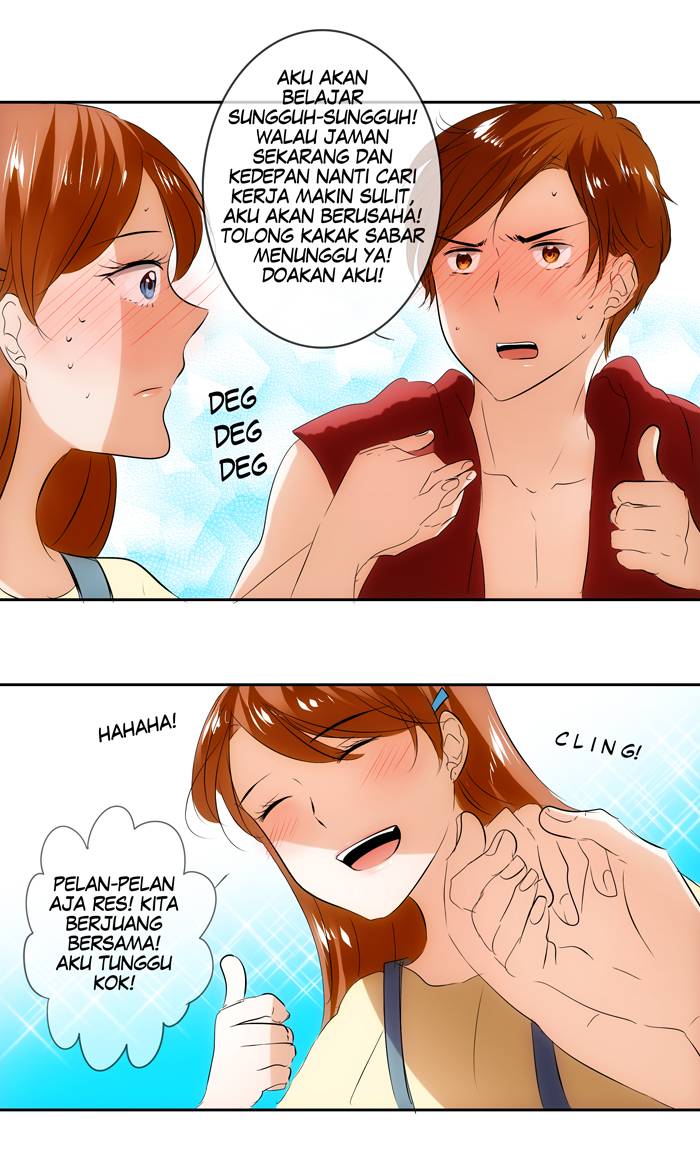 AKU AKAN
BELAJAR
SUNGGUH-SUNGGUH!
WALAU JAMAN
SEKARANG DAN
KEDEPAN NANTI CARI
KERJA MAKIN SULIT,
AKU AKAN BERUSAHA!
TOLONG KAKAK SABAR
MENUNGGU YA!
DOAKAN AKU!
DEG
DEG
DEG
HAHAHA!
CLING!
PELAN-PELAN
AJA RES! KITA
BERJUANG
BERSAMA!
AKU TUNGGU
KOK!